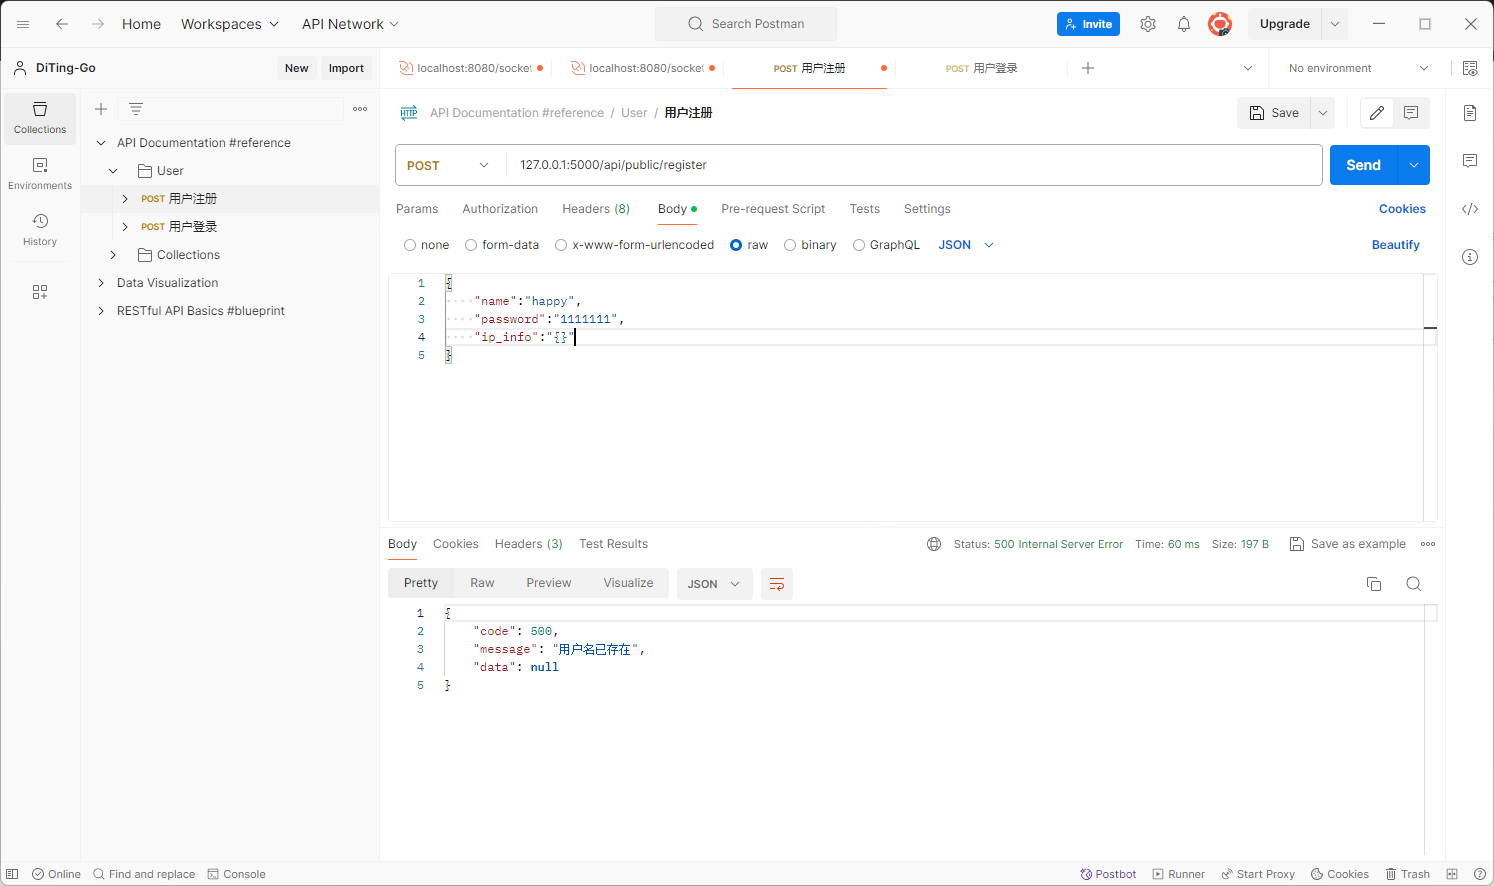 Home Workspaces API Network Search Postman Invite Upgrade
DiTing-Go New Import
localhost:8080/socket localhost:8080/socket POST 用户注册 POST 用户登录 No environment
Collections
Environments
History
API Documentation #reference
User
POST 用户注册
POST 用户登录
Collections
Data Visualization
RESTful API Basics #blueprint
HTTP API Documentation #reference / User / 用户注册 Save
POST 127.0.0.1:5000/api/public/register Send
Params Authorization Headers (8) Body Pre-request Script Tests Settings Cookies
none form-data x-www-form-urlencoded raw binary GraphQL JSON Beautify
1 {
2 "name":"happy",
3 "password":"1111111",
4 "ip_info":"{}"
5 }
Body Cookies Headers (3) Test Results Status: 500 Internal Server Error Time: 60 ms Size: 197 B Save as example
Pretty Raw Preview Visualize JSON
1 {
2 "code": 500,
3 "message": "用户名已存在",
4 "data": null
5 }
Online Find and replace Console Postbot Runner Start Proxy Cookies Trash